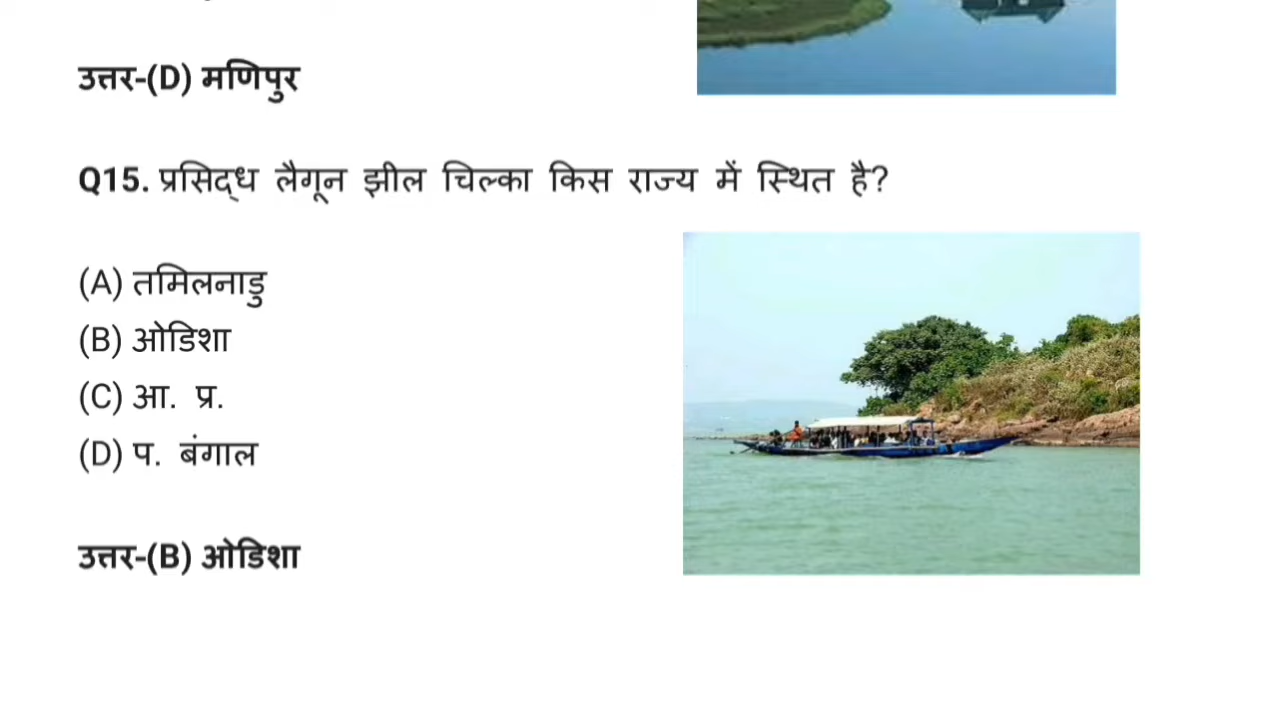 उत्तर-(D) मणिपुर
Q15. प्रसिद्ध लैगून झील चिल्का किस राज्य में स्थित है?
(A) तमिलनाडु
(B) ओडिशा
(C) आ. प्र.
(D) प. बंगाल
उत्तर-(B) ओडिशा